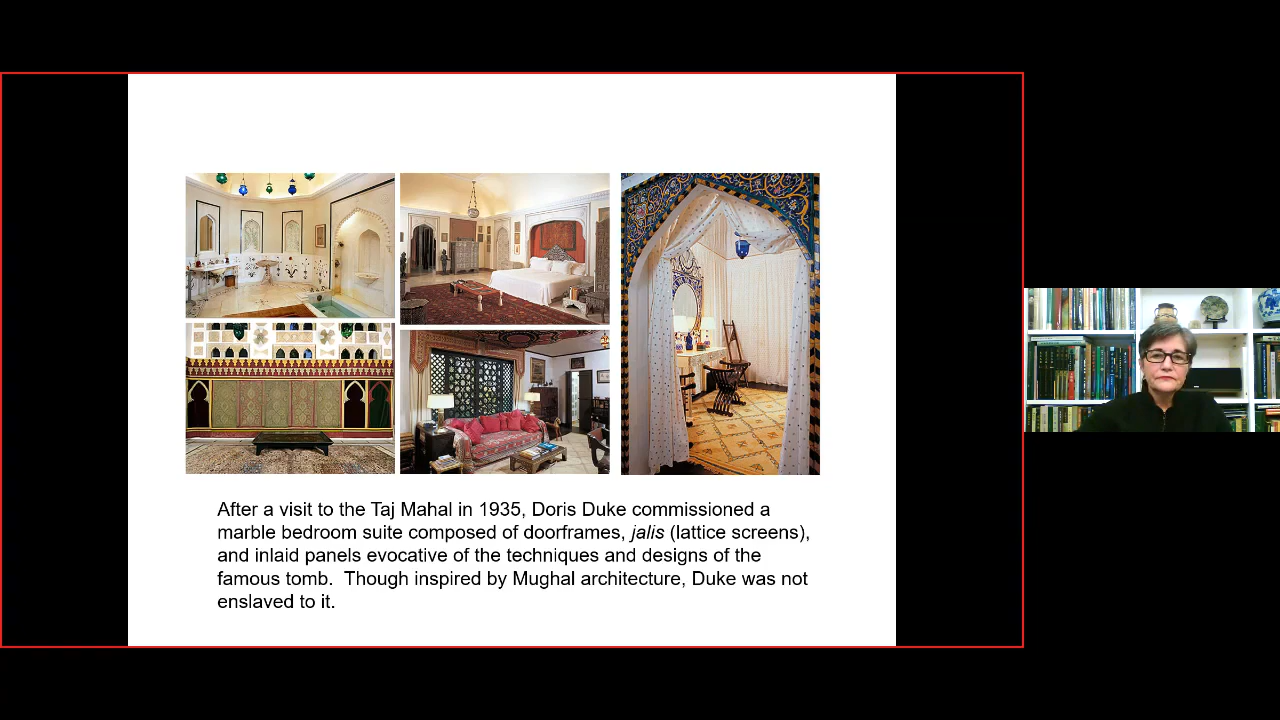 After a visit to the Taj Mahal in 1935, Doris Duke commissioned a
marble bedroom suite composed of doorframes, jalis (lattice screens),
and inlaid panels evocative of the techniques and designs of the
famous tomb.  Though inspired by Mughal architecture, Duke was not
enslaved to it.